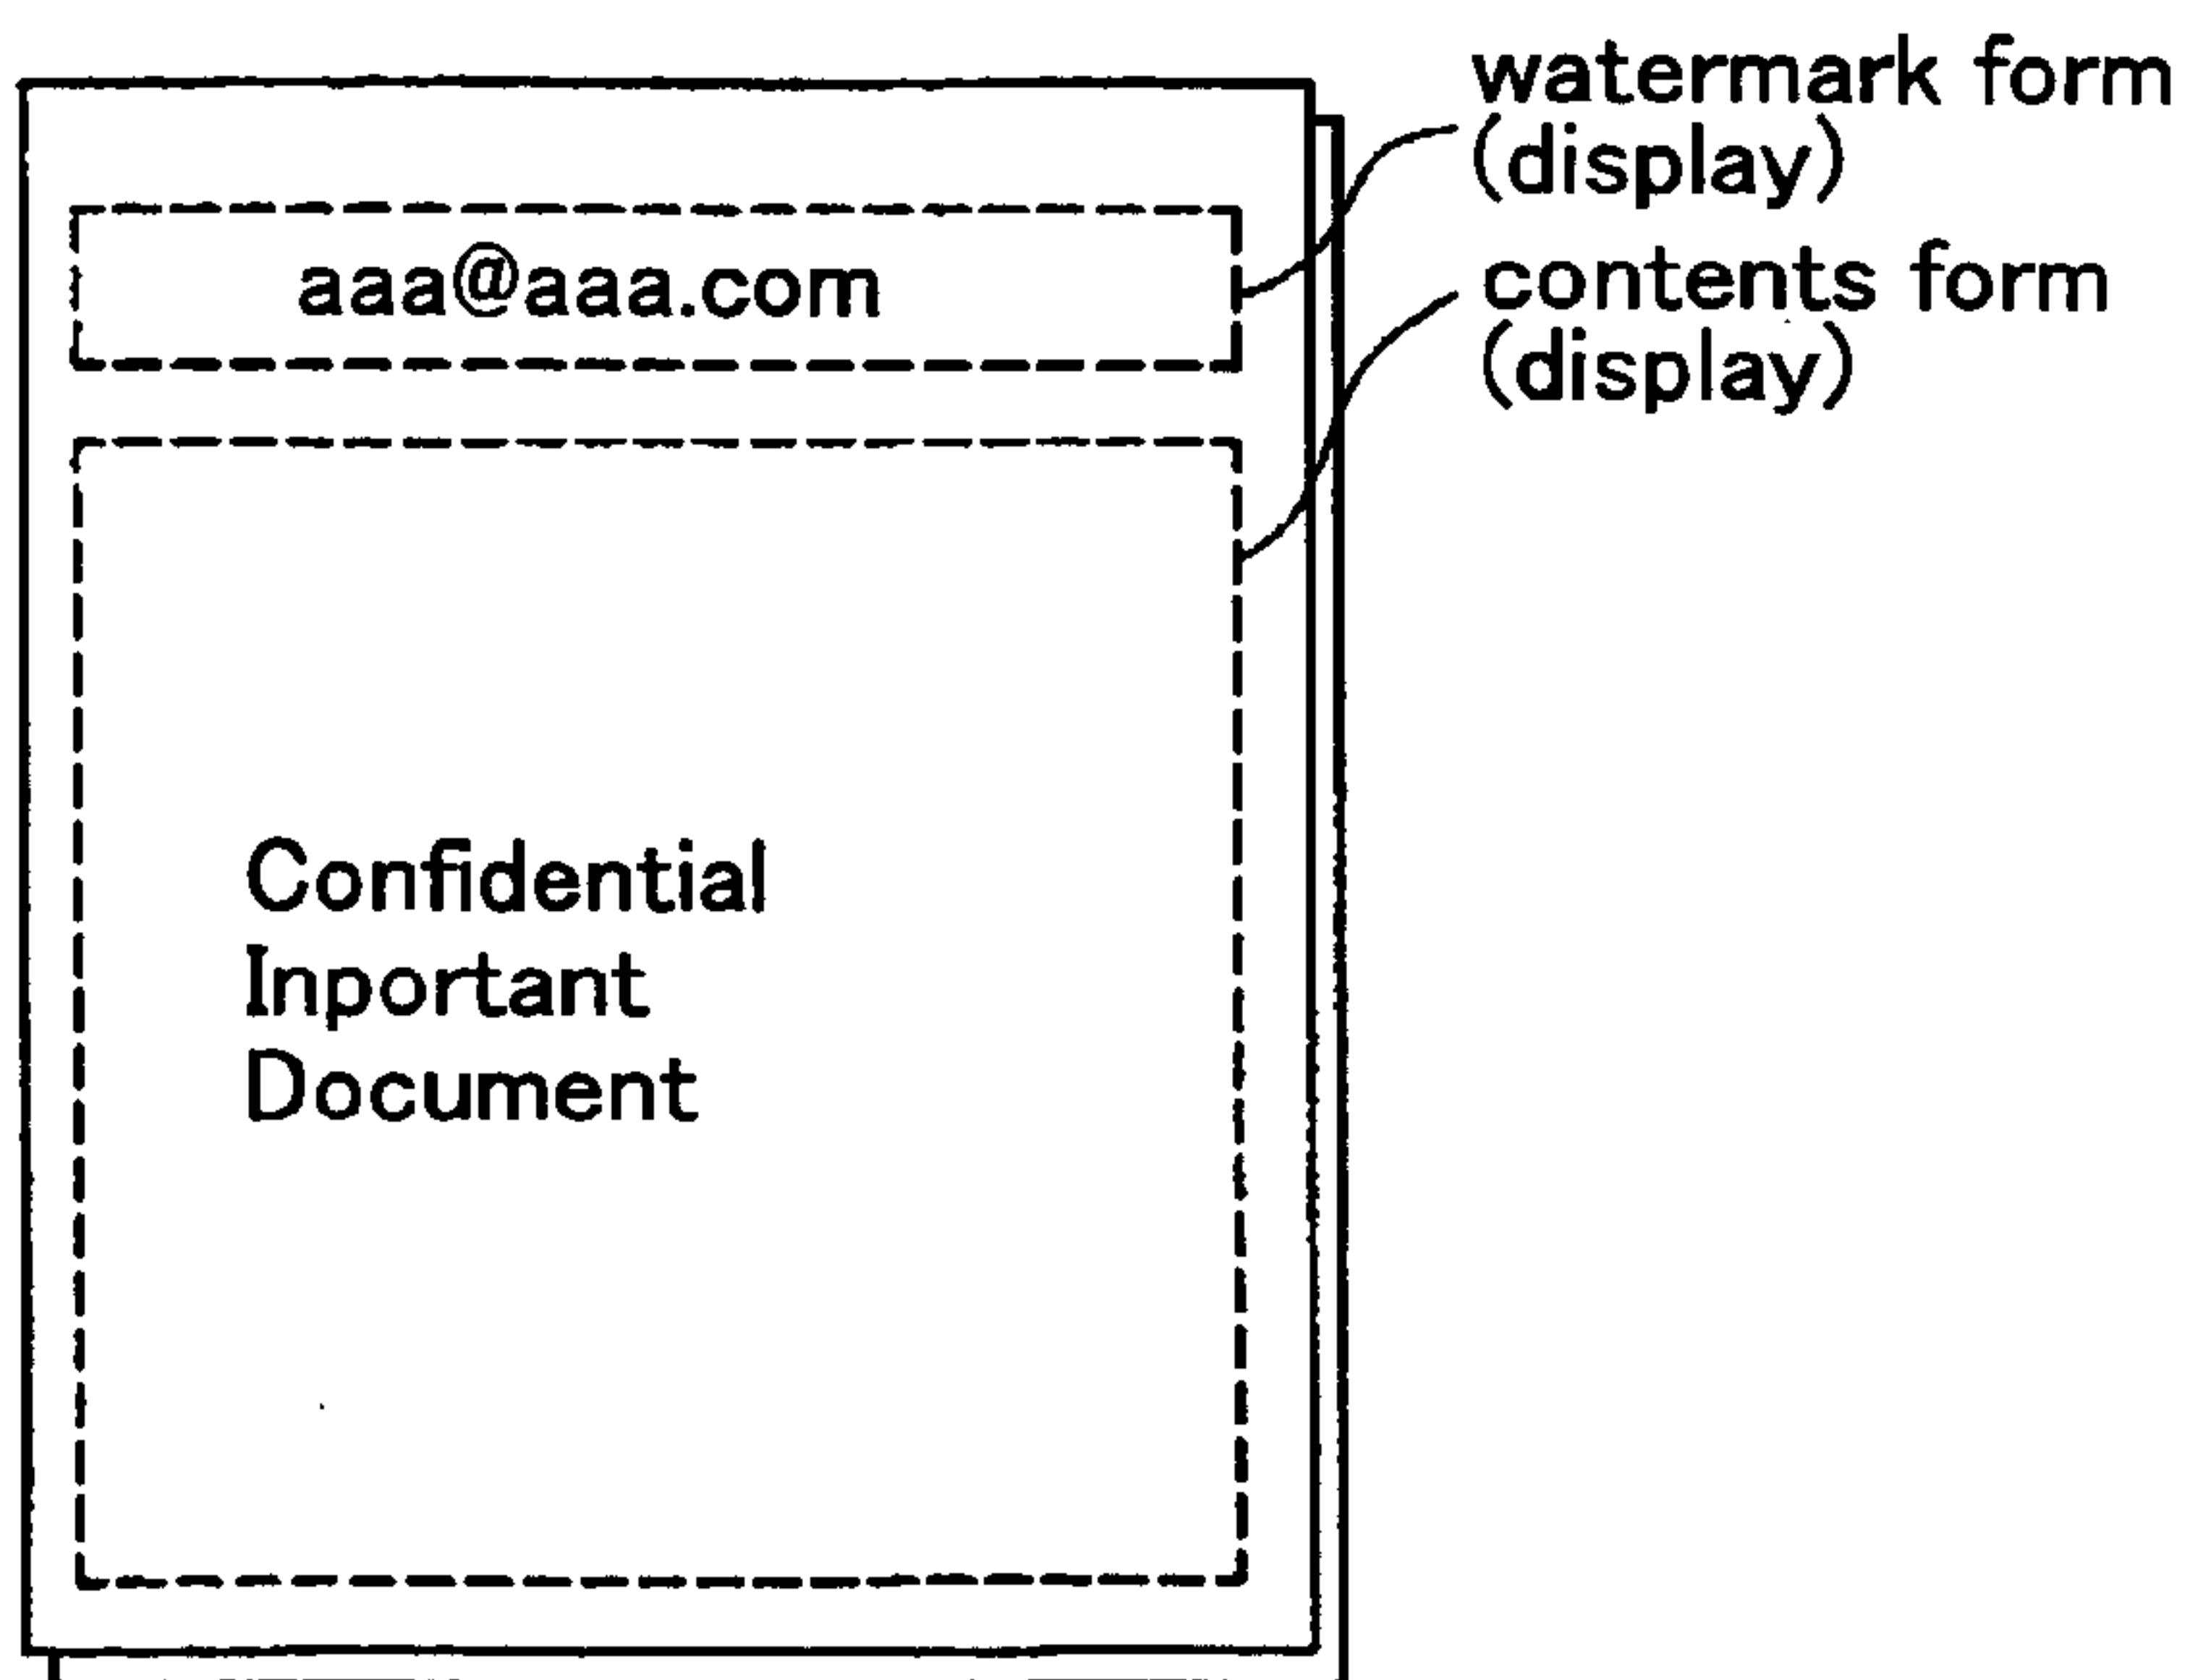 watermark form
(display)
aaa@aaa.com
contents form
(display)
Confidential
Inportant
Document